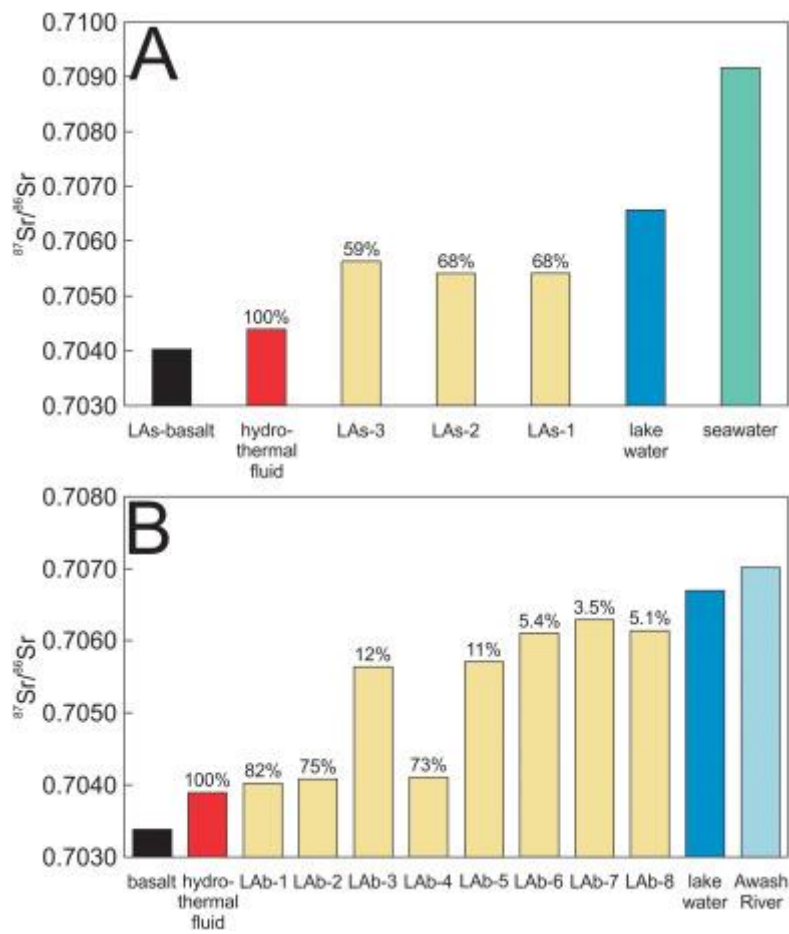 A
0.7100
0.7090
0.7080
0.7070
0.7060
0.7050
0.7040
0.7030
⁸⁷Sr/⁸⁶Sr
100%
59%
68%
68%
LAs-basalt
hydro-
thermal
fluid
LAs-3
LAs-2
LAs-1
lake
water
seawater
B
0.7080
0.7070
0.7060
0.7050
0.7040
0.7030
⁸⁷Sr/⁸⁶Sr
100%
82%
75%
12%
73%
11%
5.4%
3.5%
5.1%
basalt
hydro-
thermal
fluid
LAb-1
LAb-2
LAb-3
LAb-4
LAb-5
LAb-6
LAb-7
LAb-8
lake
water
Awash
River